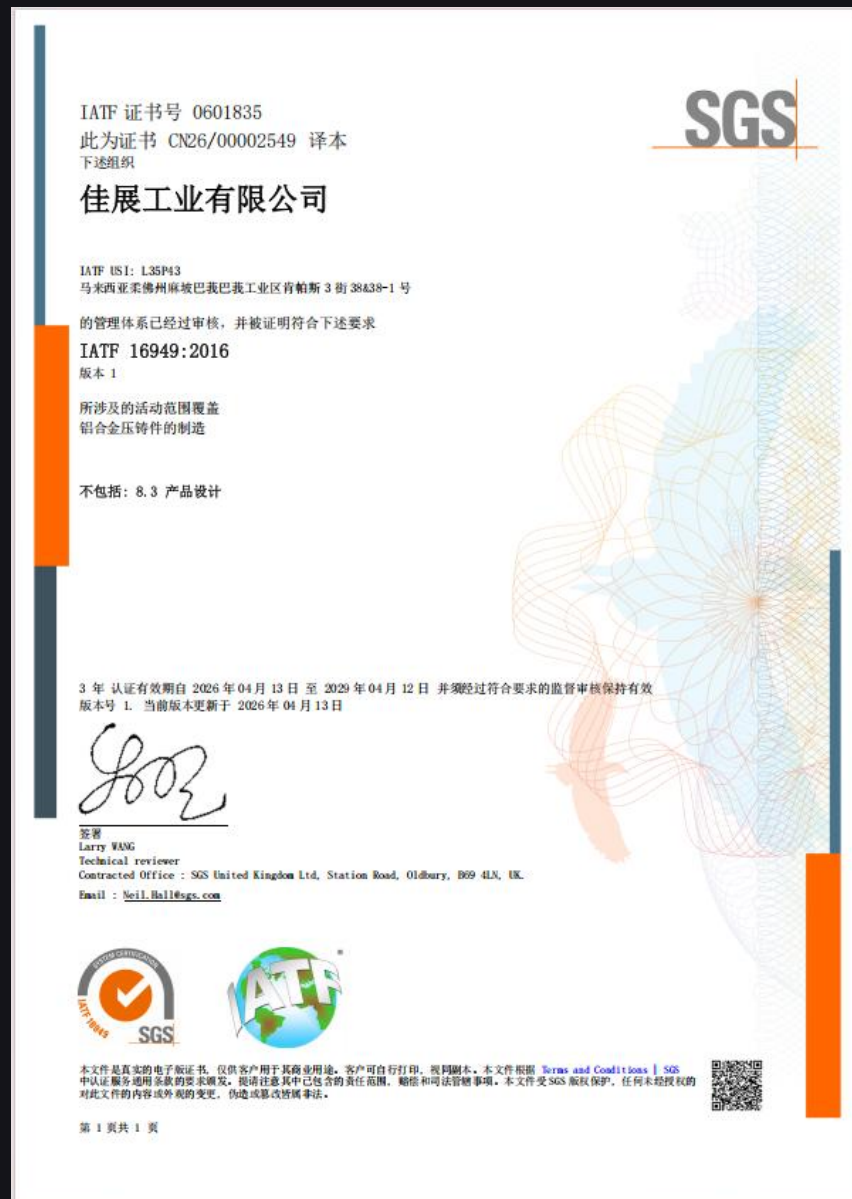 SGS
IATF 证书号 0601835
此为证书 CN26/00002549 译本
下述组织
佳展工业有限公司
IATF USI: L35P43
马来西亚柔佛州麻坡巴莪巴莪工业区肯帕斯 3 街 38&38-1 号
的管理体系已经过审核，并被证明符合下述要求
IATF 16949:2016
版本 1
所涉及的活动范围覆盖
铝合金压铸件的制造
不包括: 8.3 产品设计
3 年 认证有效期自 2026 年 04 月 13 日 至 2029 年 04 月 12 日 并须经过符合要求的监督审核保持有效
版本号 1. 当前版本更新于 2026 年 04 月 13 日
签署
Larry WANG
Technical reviewer
Contracted Office : SGS United Kingdom Ltd, Station Road, Oldbury, B69 4LN, UK.
Email : Neil.Hall@sgs.com
SYSTEM CERTIFICATION
IATF 16949
SGS
IATF
®
本文件是真实的电子版证书，仅供客户用于其商业用途。客户可自行打印，视同副本。本文件根据 Terms and Conditions | SGS
中认证服务通用条款的要求颁发。提请注意其中已包含的责任范围、赔偿和司法管辖事项。本文件受 SGS 版权保护，任何未经授权的
对此文件的内容或外观的变更、伪造或篡改皆属非法。
第 1 页共 1 页